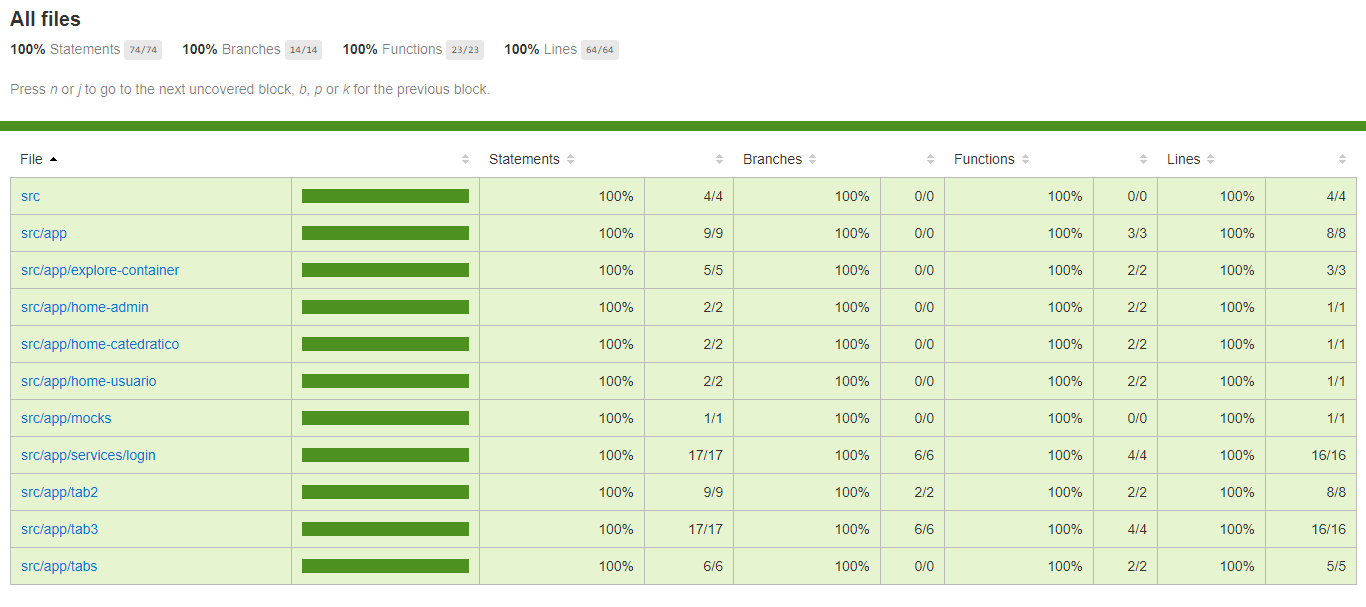 All files
100% Statements 74/74 100% Branches 14/14 100% Functions 23/23 100% Lines 64/64
Press n or j to go to the next uncovered block, b, p or k for the previous block.
File Statements Branches Functions Lines
src 100% 4/4 100% 0/0 100% 0/0 100% 4/4
src/app 100% 9/9 100% 0/0 100% 3/3 100% 8/8
src/app/explore-container 100% 5/5 100% 0/0 100% 2/2 100% 3/3
src/app/home-admin 100% 2/2 100% 0/0 100% 2/2 100% 1/1
src/app/home-catedratico 100% 2/2 100% 0/0 100% 2/2 100% 1/1
src/app/home-usuario 100% 2/2 100% 0/0 100% 2/2 100% 1/1
src/app/mocks 100% 1/1 100% 0/0 100% 0/0 100% 1/1
src/app/services/login 100% 17/17 100% 6/6 100% 4/4 100% 16/16
src/app/tab2 100% 9/9 100% 2/2 100% 2/2 100% 8/8
src/app/tab3 100% 17/17 100% 6/6 100% 4/4 100% 16/16
src/app/tabs 100% 6/6 100% 0/0 100% 2/2 100% 5/5